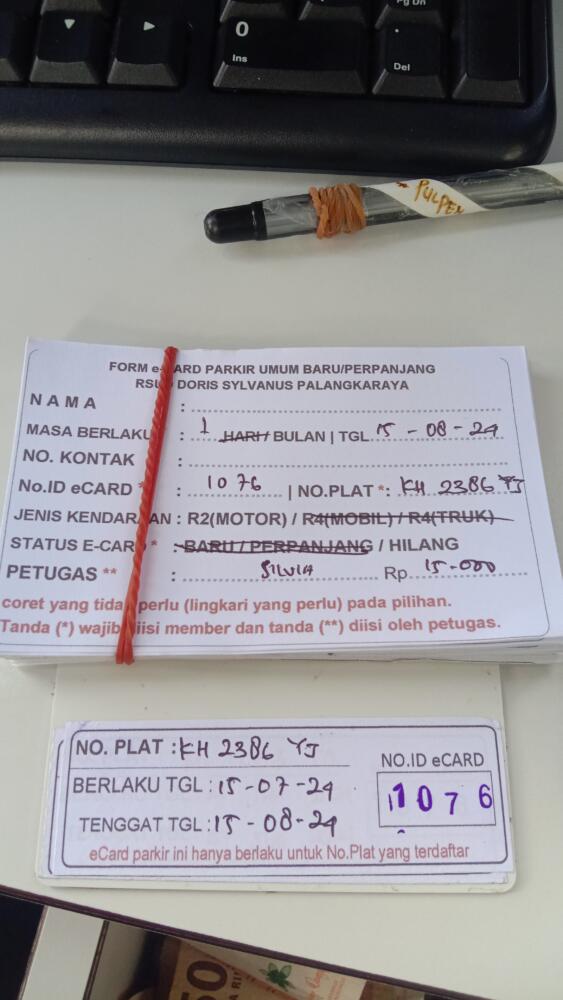 Pg Dn
0
Ins
.
Del
PULPEN
FORM e-CARD PARKIR UMUM BARU/PERPANJANG
RSUD DORIS SYLVANUS PALANGKARAYA
NAMA :
MASA BERLAKU : 1 HARI / BULAN | TGL. 15 - 08 - 24
NO. KONTAK :
No.ID eCARD * : 1076 | NO.PLAT *: KH 2386 YJ
JENIS KENDARAAN : R2(MOTOR) / R4(MOBIL) / R4(TRUK)
STATUS E-CARD * : BARU / PERPANJANG / HILANG
PETUGAS ** : SILVIA Rp 15-000
coret yang tidak perlu (lingkari yang perlu) pada pilihan.
Tanda (*) wajib diisi member dan tanda (**) diisi oleh petugas.
NO. PLAT : KH 2386 YJ
BERLAKU TGL : 15-07-24
TENGGAT TGL : 15-08-24
NO.ID eCARD
1076
eCard parkir ini hanya berlaku untuk No.Plat yang terdaftar
50